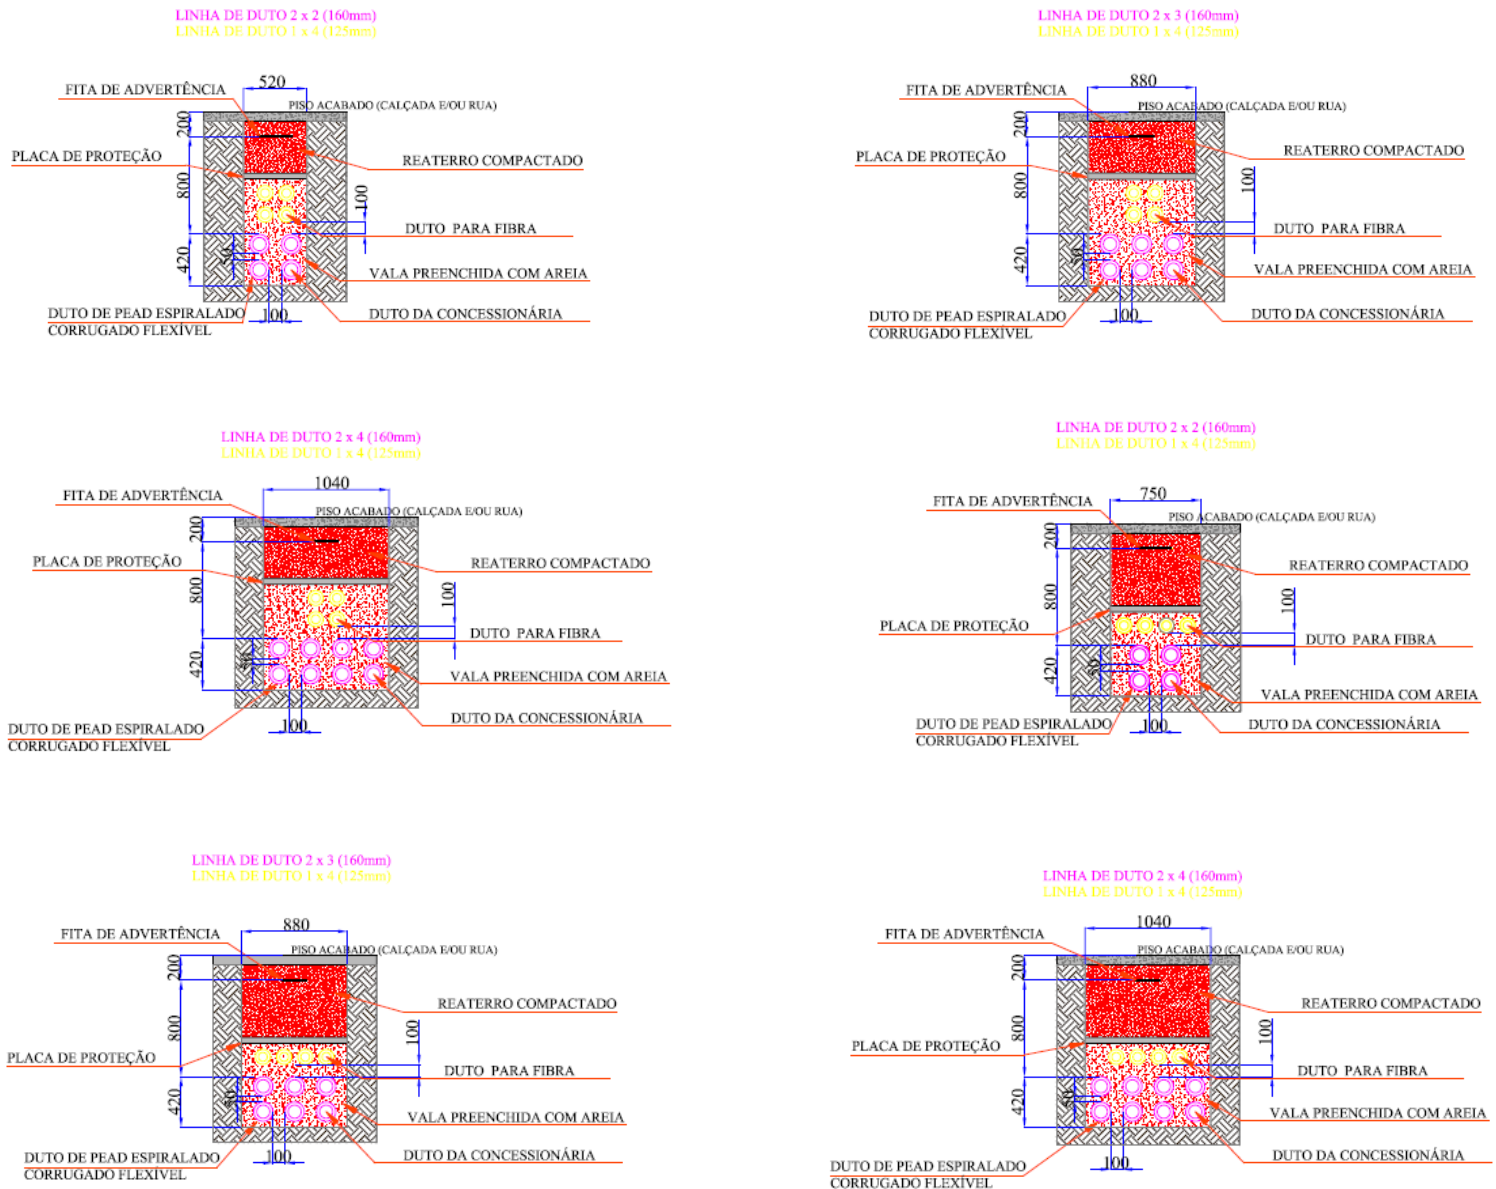 LINHA DE DUTO 2 x 2 (160mm)
LINHA DE DUTO 1 x 4 (125mm)
520
FITA DE ADVERTÊNCIA
PISO ACABADO (CALÇADA E/OU RUA)
200
PLACA DE PROTEÇÃO
REATERRO COMPACTADO
800
100
DUTO PARA FIBRA
420
50
VALA PREENCHIDA COM AREIA
DUTO DE PEAD ESPIRALADO
CORRUGADO FLEXÍVEL
100
DUTO DA CONCESSIONÁRIA
LINHA DE DUTO 2 x 3 (160mm)
LINHA DE DUTO 1 x 4 (125mm)
880
FITA DE ADVERTÊNCIA
PISO ACABADO (CALÇADA E/OU RUA)
200
PLACA DE PROTEÇÃO
REATERRO COMPACTADO
800
100
DUTO PARA FIBRA
420
50
VALA PREENCHIDA COM AREIA
DUTO DE PEAD ESPIRALADO
CORRUGADO FLEXÍVEL
100
DUTO DA CONCESSIONÁRIA
LINHA DE DUTO 2 x 4 (160mm)
LINHA DE DUTO 1 x 4 (125mm)
1040
FITA DE ADVERTÊNCIA
PISO ACABADO (CALÇADA E/OU RUA)
200
PLACA DE PROTEÇÃO
REATERRO COMPACTADO
800
100
DUTO PARA FIBRA
420
50
VALA PREENCHIDA COM AREIA
DUTO DE PEAD ESPIRALADO
CORRUGADO FLEXÍVEL
100
DUTO DA CONCESSIONÁRIA
LINHA DE DUTO 2 x 2 (160mm)
LINHA DE DUTO 1 x 4 (125mm)
750
FITA DE ADVERTÊNCIA
PISO ACABADO (CALÇADA E/OU RUA)
200
REATERRO COMPACTADO
800
100
PLACA DE PROTEÇÃO
DUTO PARA FIBRA
420
50
VALA PREENCHIDA COM AREIA
DUTO DE PEAD ESPIRALADO
CORRUGADO FLEXÍVEL
100
DUTO DA CONCESSIONÁRIA
LINHA DE DUTO 2 x 3 (160mm)
LINHA DE DUTO 1 x 4 (125mm)
880
FITA DE ADVERTÊNCIA
PISO ACABADO (CALÇADA E/OU RUA)
200
REATERRO COMPACTADO
800
100
PLACA DE PROTEÇÃO
DUTO PARA FIBRA
420
50
VALA PREENCHIDA COM AREIA
DUTO DE PEAD ESPIRALADO
CORRUGADO FLEXÍVEL
100
DUTO DA CONCESSIONÁRIA
LINHA DE DUTO 2 x 4 (160mm)
LINHA DE DUTO 1 x 4 (125mm)
1040
FITA DE ADVERTÊNCIA
PISO ACABADO (CALÇADA E/OU RUA)
200
REATERRO COMPACTADO
800
100
PLACA DE PROTEÇÃO
DUTO PARA FIBRA
420
50
VALA PREENCHIDA COM AREIA
DUTO DE PEAD ESPIRALADO
CORRUGADO FLEXÍVEL
100
DUTO DA CONCESSIONÁRIA